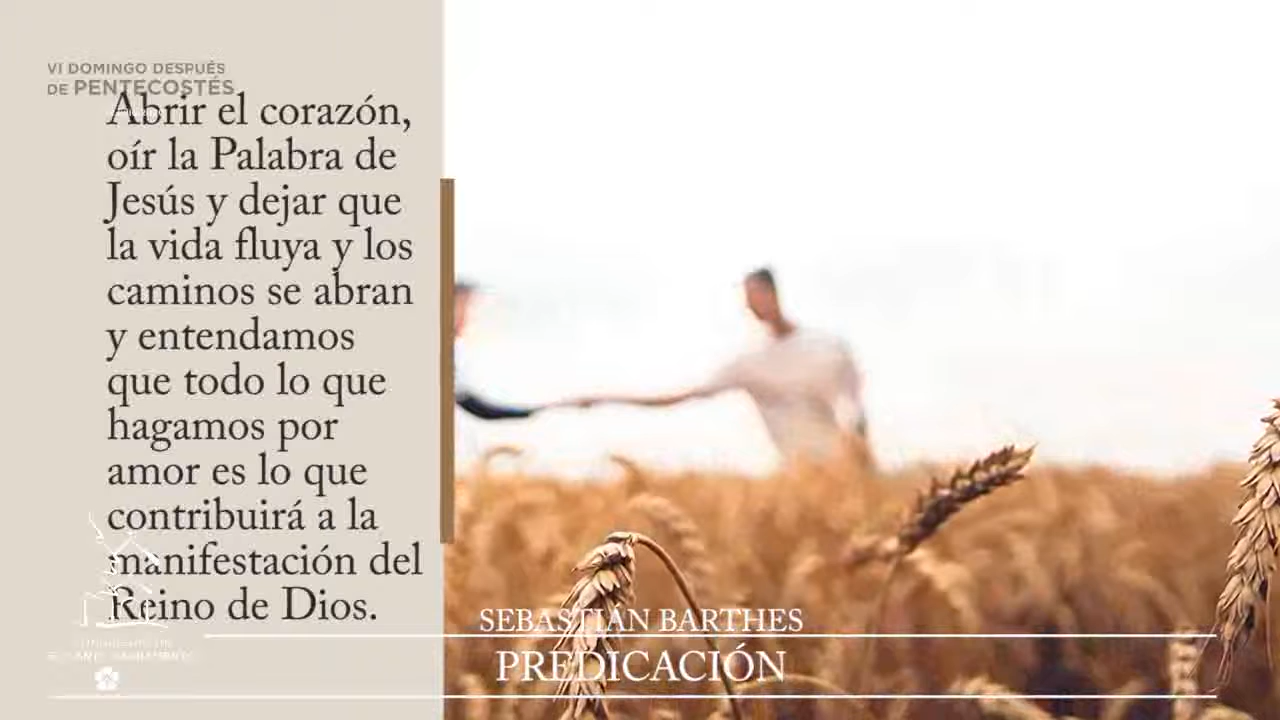 VI DOMINGO DESPUÉS
DE PENTECOSTÉS
Abrir el corazón,
oír la Palabra de
Jesús y dejar que
la vida fluya y los
caminos se abran
y entendamos
que todo lo que
hagamos por
amor es lo que
contribuirá a la
manifestación del
Reino de Dios.
SEBASTIÁN BARTHES
PREDICACIÓN